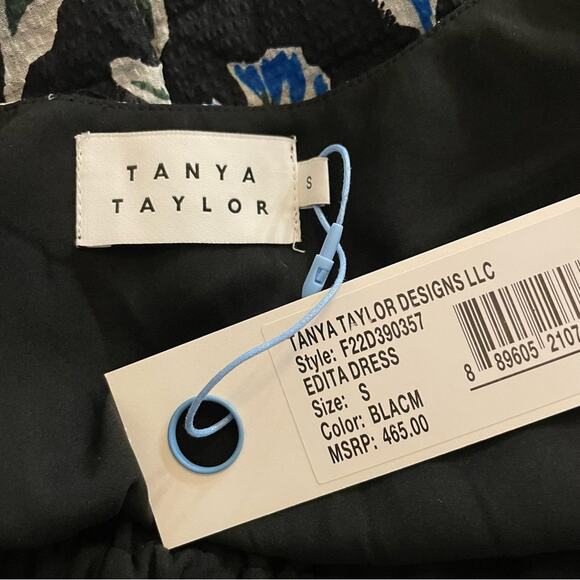 TANYA
TAYLOR
S
TANYA TAYLOR DESIGNS LLC
Style: F22D390357
EDITA DRESS
Size: S
Color: BLACM
MSRP: 465.00
8 89605 2107